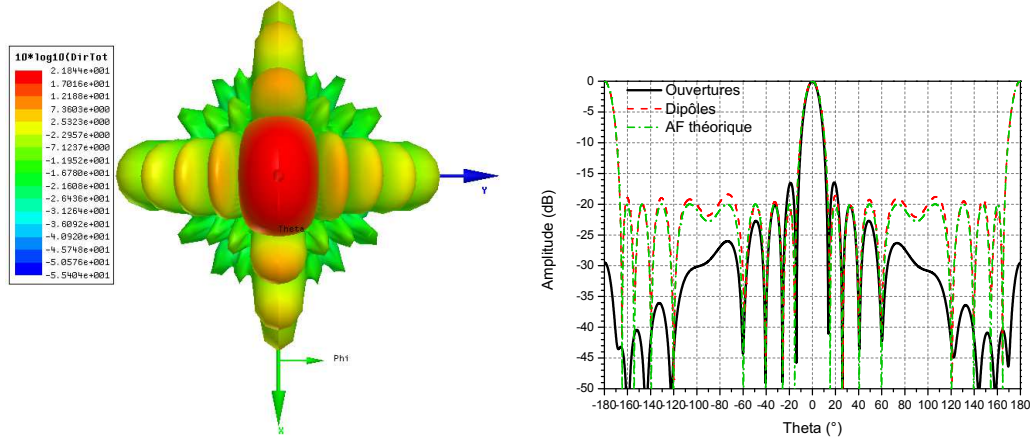 10*log10(DirTot
2.1844e+001
1.7016e+001
1.2188e+001
7.3603e+000
2.5323e+000
-2.2957e+000
-7.1237e+000
-1.1952e+001
-1.6780e+001
-2.1608e+001
-2.6436e+001
-3.1264e+001
-3.6092e+001
-4.0920e+001
-4.5748e+001
-5.0576e+001
-5.5404e+001
Theta
Y
Phi
X
Ouvertures
Dipôles
AF théorique
0
-5
-10
-15
-20
-25
-30
-35
-40
-45
-50
-180 -160 -140 -120 -100 -80 -60 -40 -20 0 20 40 60 80 100 120 140 160 180
Amplitude (dB)
Theta (°)